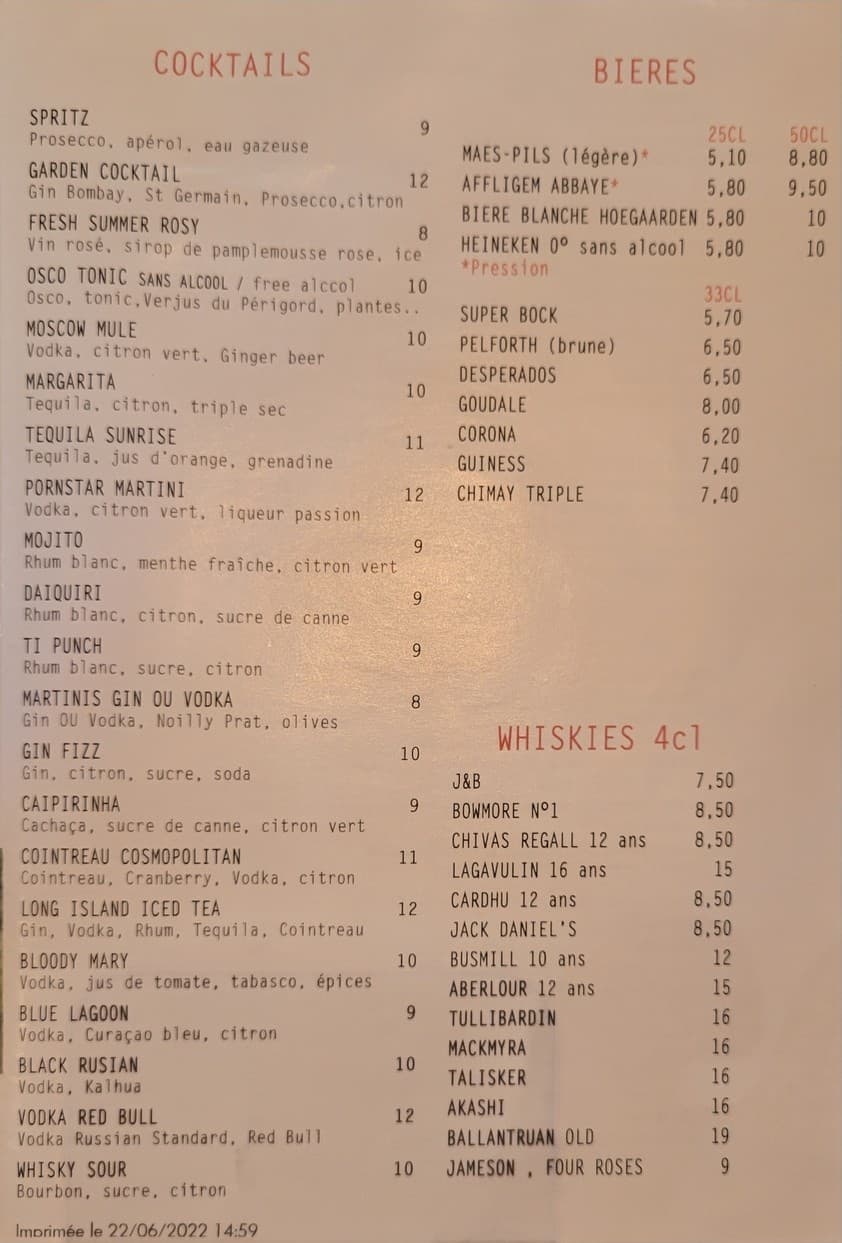 COCKTAILS
SPRITZ 9
Prosecco, apérol, eau gazeuse
GARDEN COCKTAIL 12
Gin Bombay, St Germain, Prosecco,citron
FRESH SUMMER ROSY 8
Vin rosé, sirop de pamplemousse rose, ice
OSCO TONIC SANS ALCOOL / free alccol 10
Osco, tonic,Verjus du Périgord, plantes..
MOSCOW MULE 10
Vodka, citron vert, Ginger beer
MARGARITA 10
Tequila, citron, triple sec
TEQUILA SUNRISE 11
Tequila, jus d'orange, grenadine
PORNSTAR MARTINI 12
Vodka, citron vert, liqueur passion
MOJITO 9
Rhum blanc, menthe fraîche, citron vert
DAIQUIRI 9
Rhum blanc, citron, sucre de canne
TI PUNCH 9
Rhum blanc, sucre, citron
MARTINIS GIN OU VODKA 8
Gin OU Vodka, Noilly Prat, olives
GIN FIZZ 10
Gin, citron, sucre, soda
CAIPIRINHA 9
Cachaça, sucre de canne, citron vert
COINTREAU COSMOPOLITAN 11
Cointreau, Cranberry, Vodka, citron
LONG ISLAND ICED TEA 12
Gin, Vodka, Rhum, Tequila, Cointreau
BLOODY MARY 10
Vodka, jus de tomate, tabasco, épices
BLUE LAGOON 9
Vodka, Curaçao bleu, citron
BLACK RUSIAN 10
Vodka, Kalhua
VODKA RED BULL 12
Vodka Russian Standard, Red Bull
WHISKY SOUR 10
Bourbon, sucre, citron
Imprimée le 22/06/2022 14:59
BIERES
25CL 50CL
MAES-PILS (légère)* 5,10 8,80
AFFLIGEM ABBAYE* 5,80 9,50
BIERE BLANCHE HOEGAARDEN 5,80 10
HEINEKEN 0° sans alcool 5,80 10
*Pression
33CL
SUPER BOCK 5,70
PELFORTH (brune) 6,50
DESPERADOS 6,50
GOUDALE 8,00
CORONA 6,20
GUINESS 7,40
CHIMAY TRIPLE 7,40
WHISKIES 4cl
J&B 7,50
BOWMORE N°1 8,50
CHIVAS REGALL 12 ans 8,50
LAGAVULIN 16 ans 15
CARDHU 12 ans 8,50
JACK DANIEL'S 8,50
BUSMILL 10 ans 12
ABERLOUR 12 ans 15
TULLIBARDIN 16
MACKMYRA 16
TALISKER 16
AKASHI 16
BALLANTRUAN OLD 19
JAMESON , FOUR ROSES 9